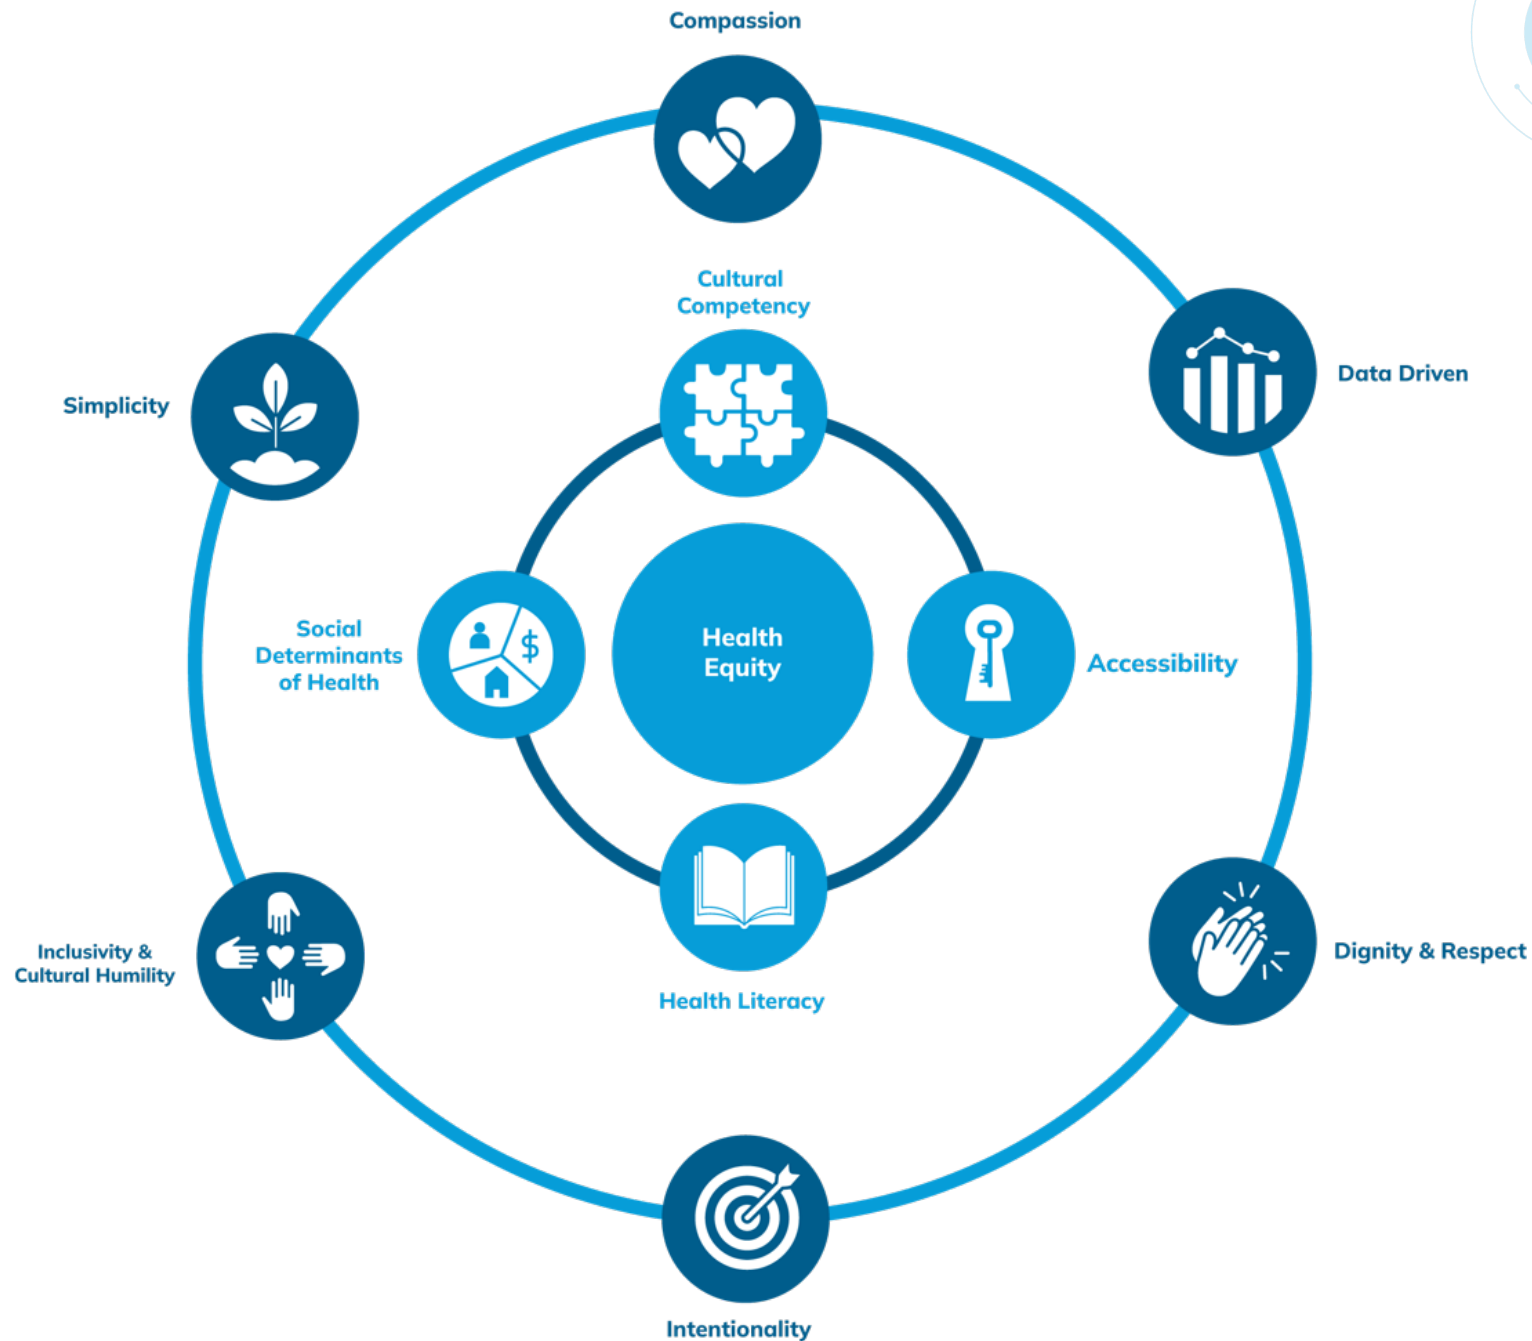 Compassion
Cultural
Competency
Data Driven
Simplicity
Social
Determinants
of Health
Health
Equity
Accessibility
Inclusivity &
Cultural Humility
Dignity & Respect
Health Literacy
Intentionality
$